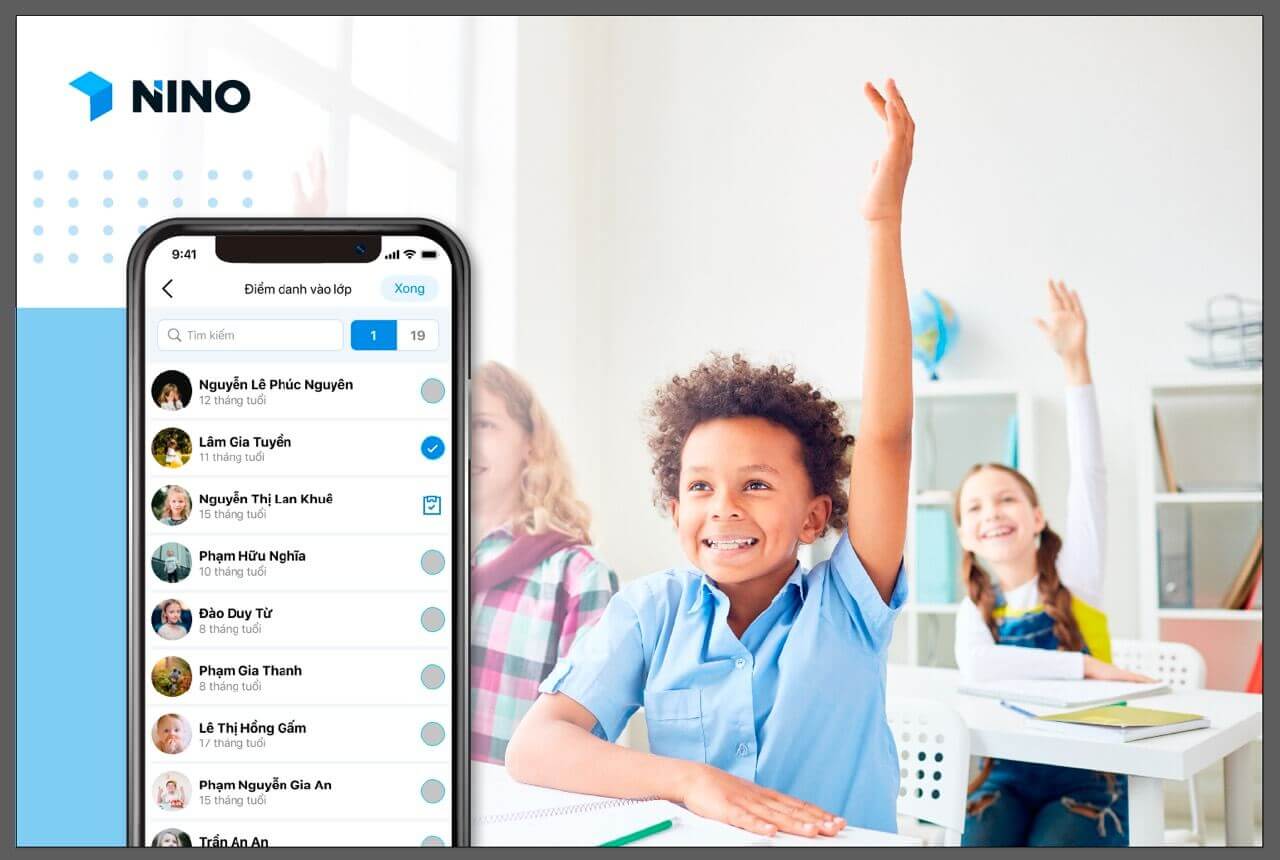 NINO
9:41
Điểm danh vào lớp
Xong
Tìm kiếm
1
19
Nguyễn Lê Phúc Nguyên
12 tháng tuổi
Lâm Gia Tuyền
11 tháng tuổi
Nguyễn Thị Lan Khuê
15 tháng tuổi
Phạm Hữu Nghĩa
10 tháng tuổi
Đào Duy Từ
8 tháng tuổi
Phạm Gia Thanh
8 tháng tuổi
Lê Thị Hồng Gấm
17 tháng tuổi
Phạm Nguyễn Gia An
15 tháng tuổi
Trần An An